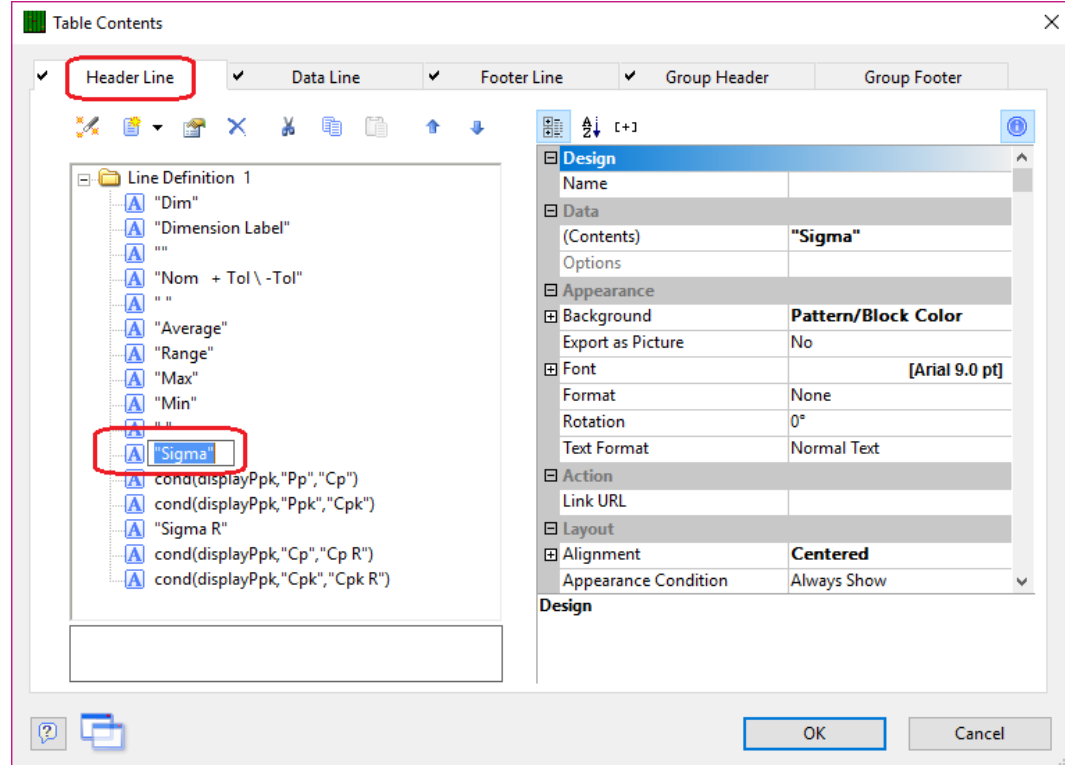 Table Contents
Header Line
Data Line
Footer Line
Group Header
Group Footer
Line Definition 1
"Dim"
"Dimension Label"
""
"Nom + Tol \ -Tol"
" "
"Average"
"Range"
"Max"
"Min"
" "
"Sigma"
cond(displayPpk,"Pp","Cp")
cond(displayPpk,"Ppk","Cpk")
"Sigma R"
cond(displayPpk,"Cp","Cp R")
cond(displayPpk,"Cpk","Cpk R")
[+]
Design
Name
Data
(Contents) "Sigma"
Options
Appearance
Background Pattern/Block Color
Export as Picture No
Font [Arial 9.0 pt]
Format None
Rotation 0°
Text Format Normal Text
Action
Link URL
Layout
Alignment Centered
Appearance Condition Always Show
Design
OK
Cancel